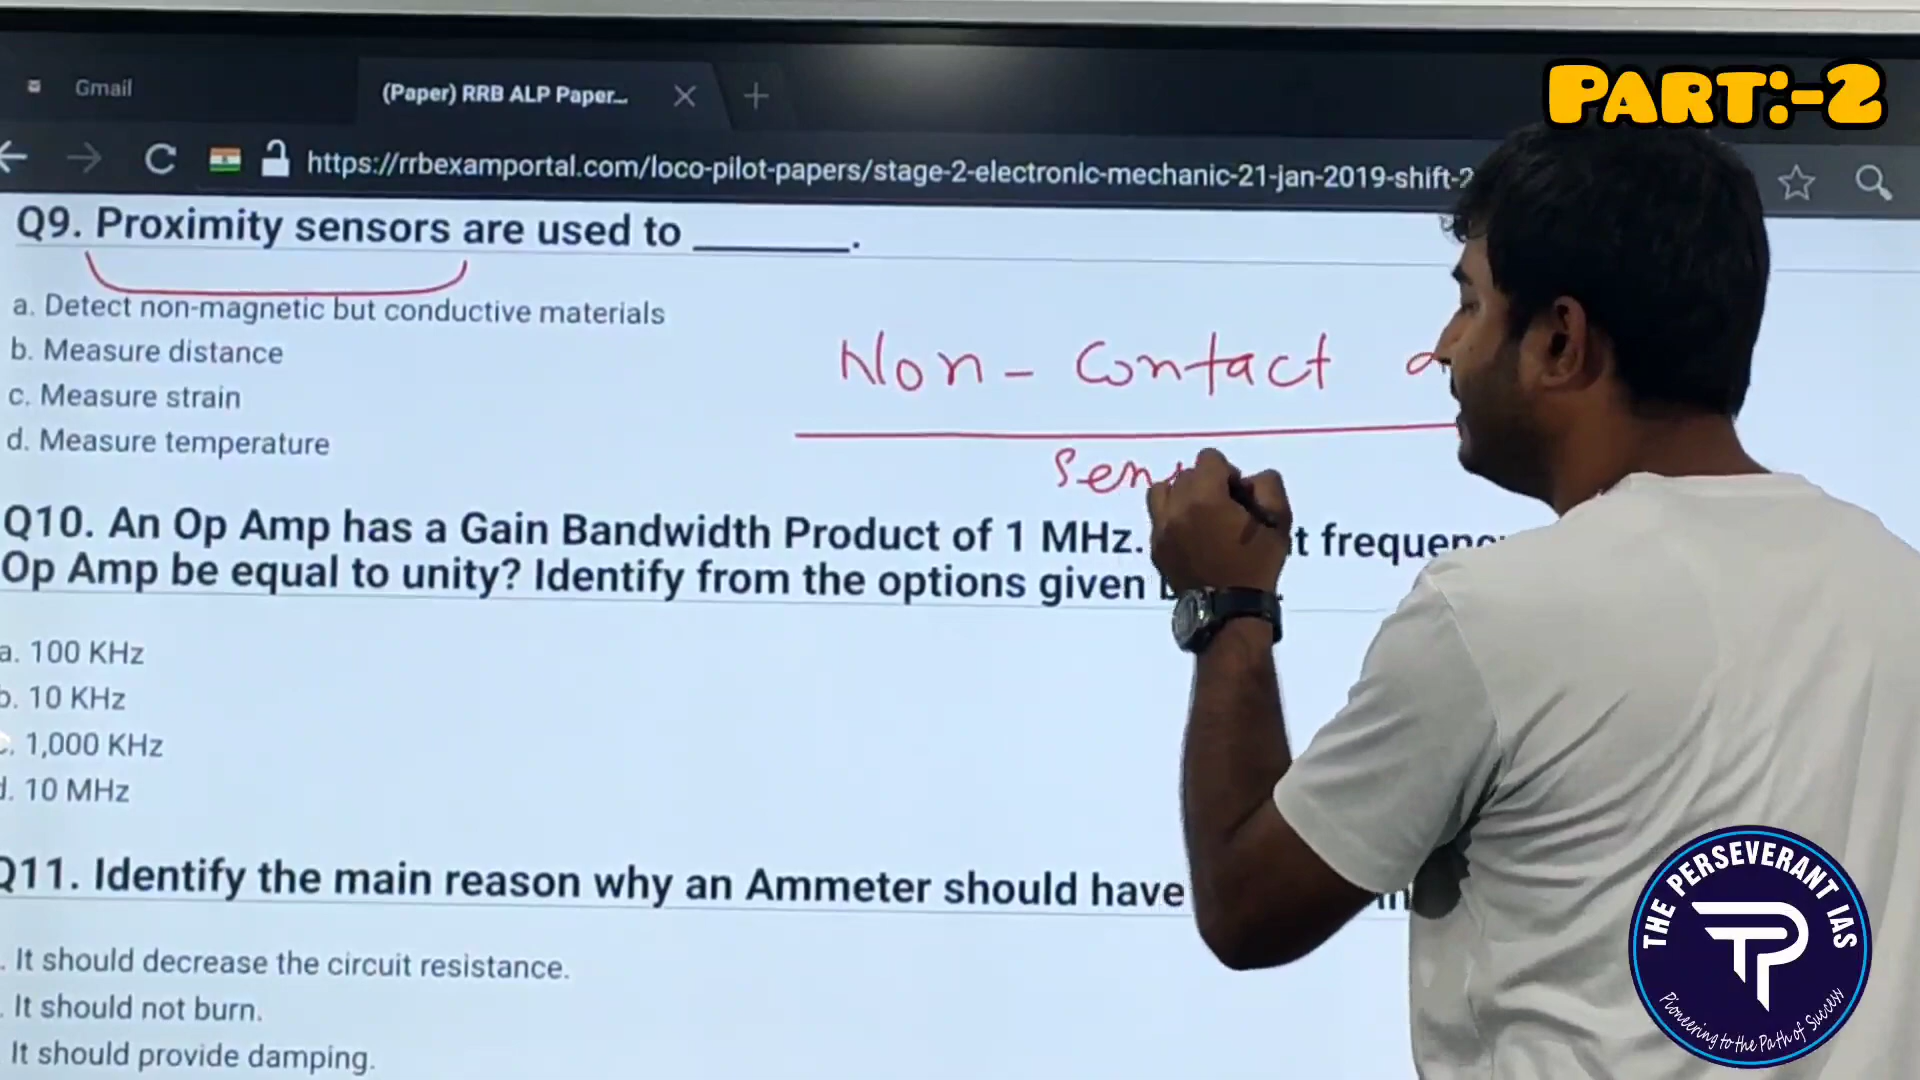 PART:-2
Gmail
(Paper) RRB ALP Paper...
https://rrbexamportal.com/loco-pilot-papers/stage-2-electronic-mechanic-21-jan-2019-shift-2
Q9. Proximity sensors are used to ________.
a. Detect non-magnetic but conductive materials
b. Measure distance
c. Measure strain
d. Measure temperature
Non - Contact
Sen
Q10. An Op Amp has a Gain Bandwidth Product of 1 MHz. t frequenc
Op Amp be equal to unity? Identify from the options given
a. 100 KHz
b. 10 KHz
c. 1,000 KHz
d. 10 MHz
Q11. Identify the main reason why an Ammeter should have
. It should decrease the circuit resistance.
. It should not burn.
It should provide damping.
THE PERSEVERANT IAS
TP
Pioneering to the Path of Success